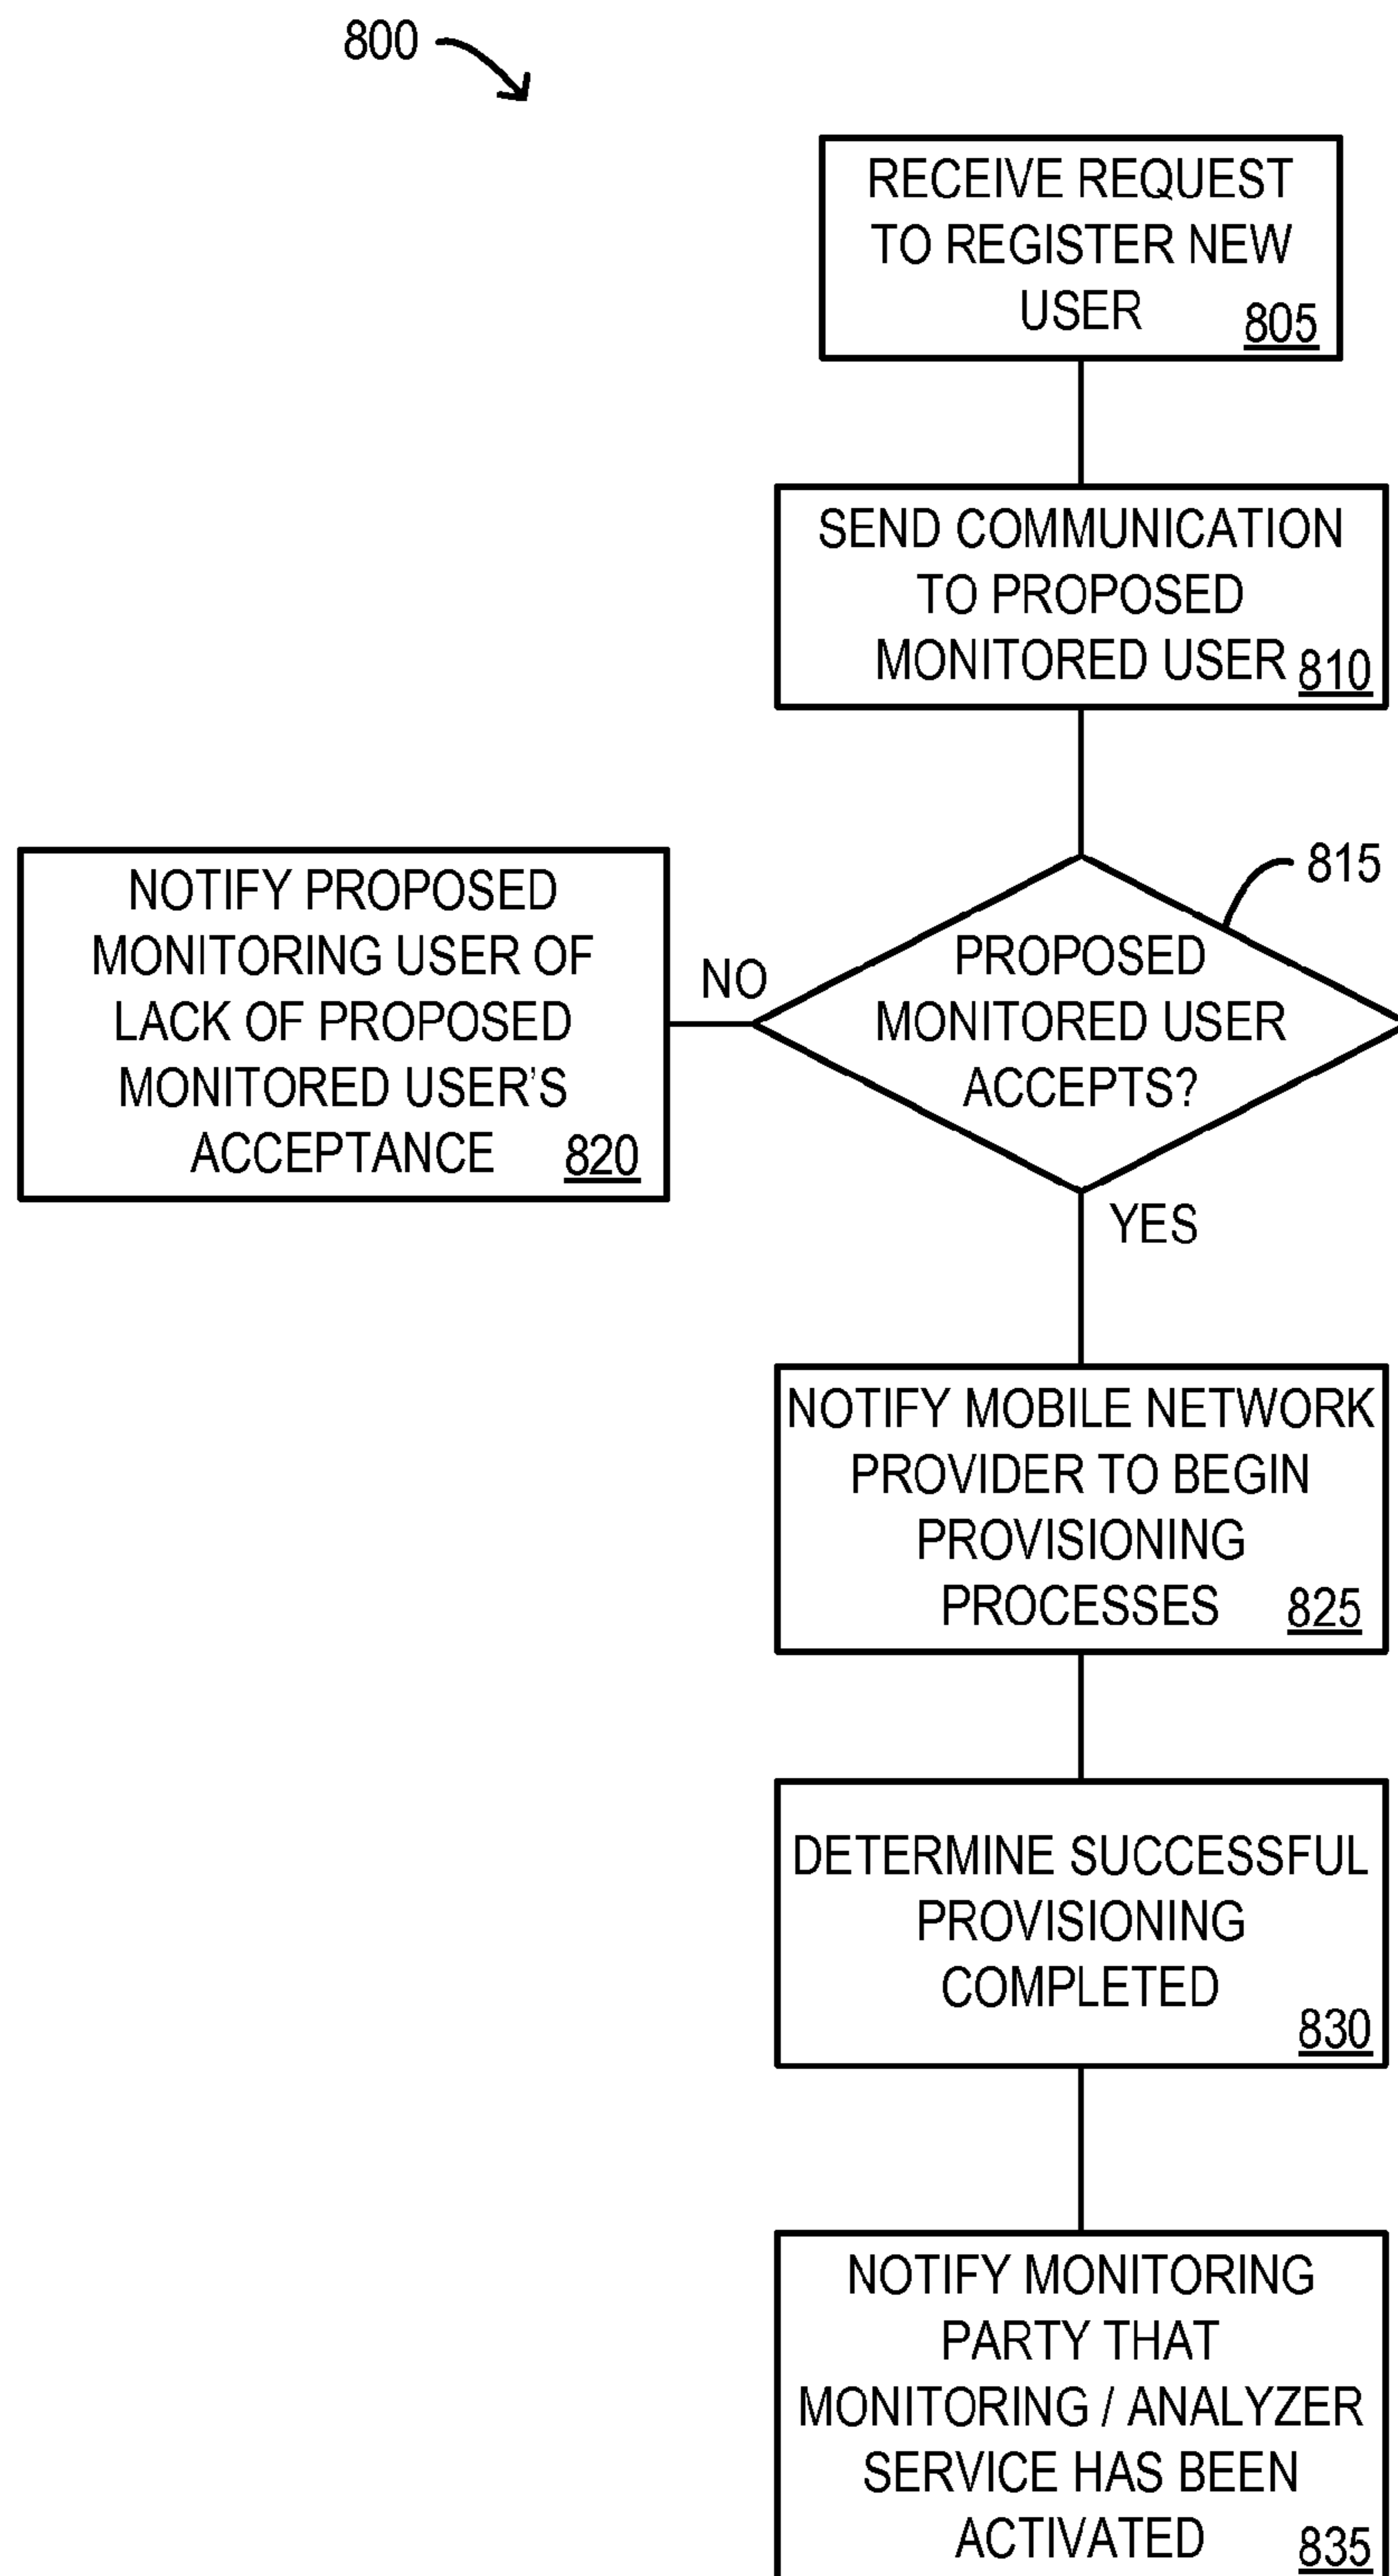 800
RECEIVE REQUEST
TO REGISTER NEW
USER 805
SEND COMMUNICATION
TO PROPOSED
MONITORED USER 810
815
PROPOSED
MONITORED USER
ACCEPTS?
NO
NOTIFY PROPOSED
MONITORING USER OF
LACK OF PROPOSED
MONITORED USER'S
ACCEPTANCE 820
YES
NOTIFY MOBILE NETWORK
PROVIDER TO BEGIN
PROVISIONING
PROCESSES 825
DETERMINE SUCCESSFUL
PROVISIONING
COMPLETED
830
NOTIFY MONITORING
PARTY THAT
MONITORING / ANALYZER
SERVICE HAS BEEN
ACTIVATED 835